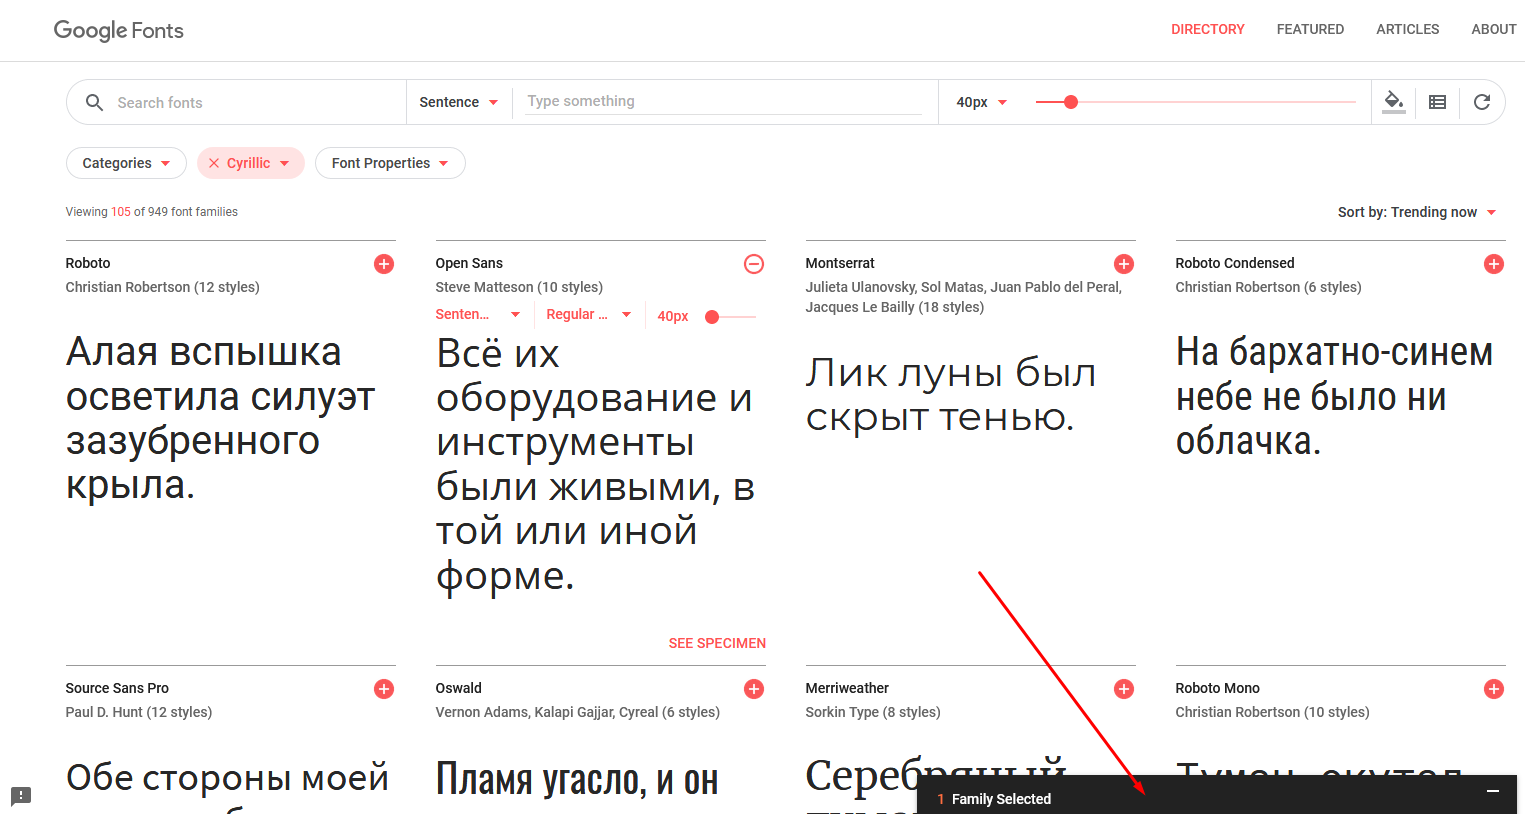 Google Fonts
DIRECTORY FEATURED ARTICLES ABOUT
Search fonts Sentence Type something 40px
Categories Cyrillic Font Properties
Viewing 105 of 949 font families Sort by: Trending now
Roboto
Christian Robertson (12 styles)
Алая вспышка
осветила силуэт
зазубренного
крыла.
Open Sans
Steve Matteson (10 styles)
Senten... Regular ... 40px
Всё их
оборудование и
инструменты
были живыми, в
той или иной
форме.
SEE SPECIMEN
Montserrat
Julieta Ulanovsky, Sol Matas, Juan Pablo del Peral,
Jacques Le Bailly (18 styles)
Лик луны был
скрыт тенью.
Roboto Condensed
Christian Robertson (6 styles)
На бархатно-синем
небе не было ни
облачка.
Source Sans Pro
Paul D. Hunt (12 styles)
Обе стороны моей
Oswald
Vernon Adams, Kalapi Gajjar, Cyreal (6 styles)
Пламя угасло, и он
Merriweather
Sorkin Type (8 styles)
Серебряный
Roboto Mono
Christian Robertson (10 styles)
1 Family Selected